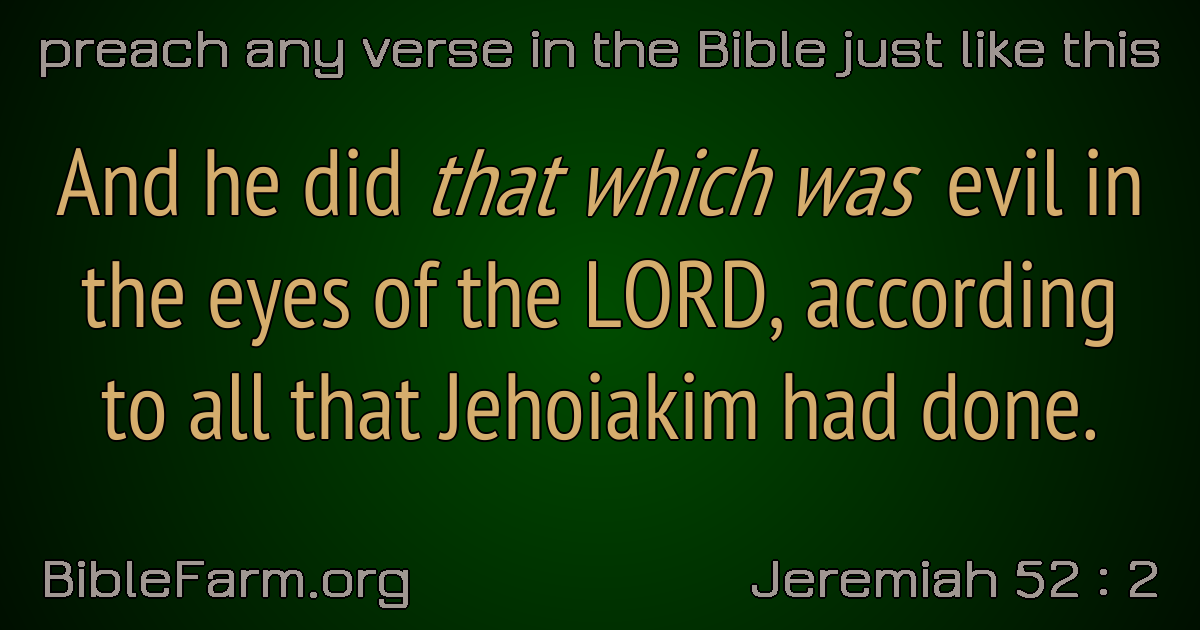 preach any verse in the Bible just like this
And he did that which was evil in
the eyes of the LORD, according
to all that Jehoiakim had done.
BibleFarm.org
Jeremiah 52 : 2